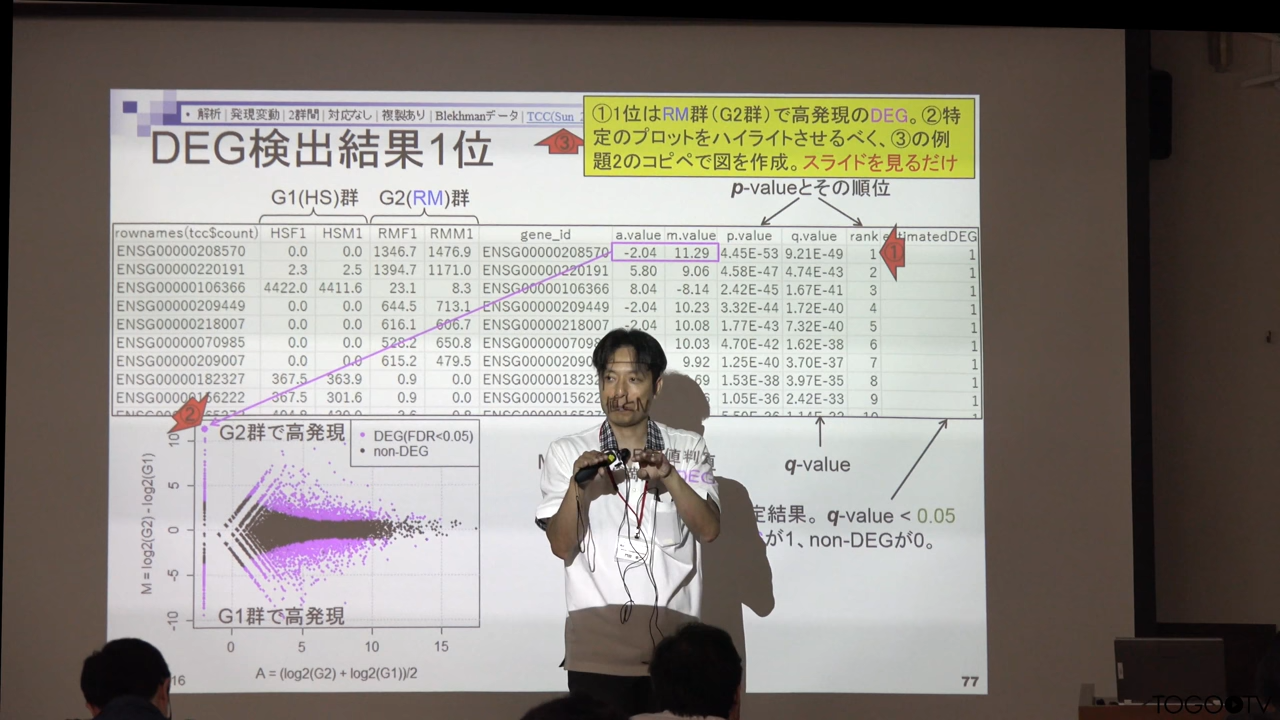 • 解析 | 発現変動 | 2群間 | 対応なし | 複製あり | Blekhmanデータ | TCC(Sun_2
DEG検出結果1位
③
①1位はRM群(G2群)で高発現のDEG。②特
定のプロットをハイライトさせるべく、③の例
題2のコピペで図を作成。スライドを見るだけ
G1(HS)群 G2(RM)群
p-valueとその順位
rownames(tcc$count) HSF1 HSM1 RMF1 RMM1 gene_id a.value m.value p.value q.value rank estimatedDEG
ENSG00000208570 0.0 0.0 1346.7 1476.9 ENSG00000208570 -2.04 11.29 4.45E-53 9.21E-49 1 1
①
ENSG00000220191 2.3 2.5 1394.7 1171.0 ENSG00000220191 5.80 9.06 4.58E-47 4.74E-43 2 1
ENSG00000106366 4422.0 4411.6 23.1 8.3 ENSG00000106366 8.04 -8.14 2.42E-45 1.67E-41 3 1
ENSG00000209449 0.0 0.0 644.5 713.1 ENSG00000209449 -2.04 10.23 3.32E-44 1.72E-40 4 1
ENSG00000218007 0.0 0.0 616.1 606.7 ENSG00000218007 -2.04 10.08 1.77E-43 7.32E-40 5 1
ENSG00000070985 0.0 0.0 528.2 650.8 ENSG00000070985 10.03 4.70E-42 1.62E-38 6 1
ENSG00000209007 0.0 0.0 615.2 479.5 ENSG00000209007 9.92 1.25E-40 3.70E-37 7 1
ENSG00000182327 367.5 363.9 0.9 0.0 ENSG00000182327 69 1.53E-38 3.97E-35 8 1
ENSG00000156222 367.5 301.6 0.9 0.0 ENSG00000156222 1.05E-36 2.42E-33 9 1
②
G2群で高発現
DEG(FDR<0.05)
non-DEG
G1群で高発現
M = log2(G2) - log2(G1)
10
5
0
-5
-10
0 5 10 15
A = (log2(G2) + log2(G1))/2
q-value
定結果。q-value < 0.05
が1、non-DEGが0。
16
77
TOGOTV